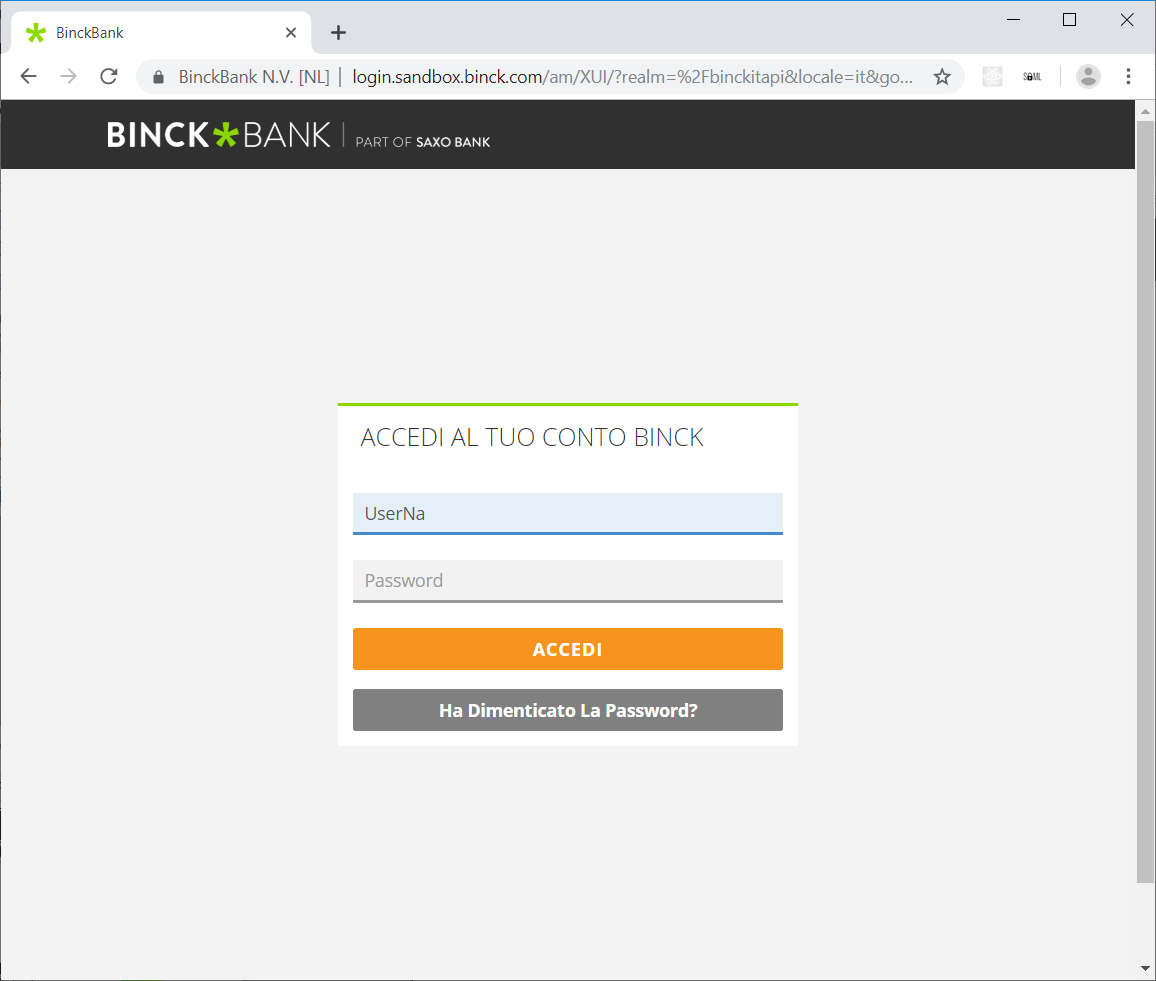 BinckBank
BinckBank N.V. [NL] | login.sandbox.binck.com/am/XUI/?realm=%2Fbinckitapi&locale=it&go...
SAML
BINCK BANK | PART OF SAXO BANK
ACCEDI AL TUO CONTO BINCK
UserNa
Password
ACCEDI
Ha Dimenticato La Password?